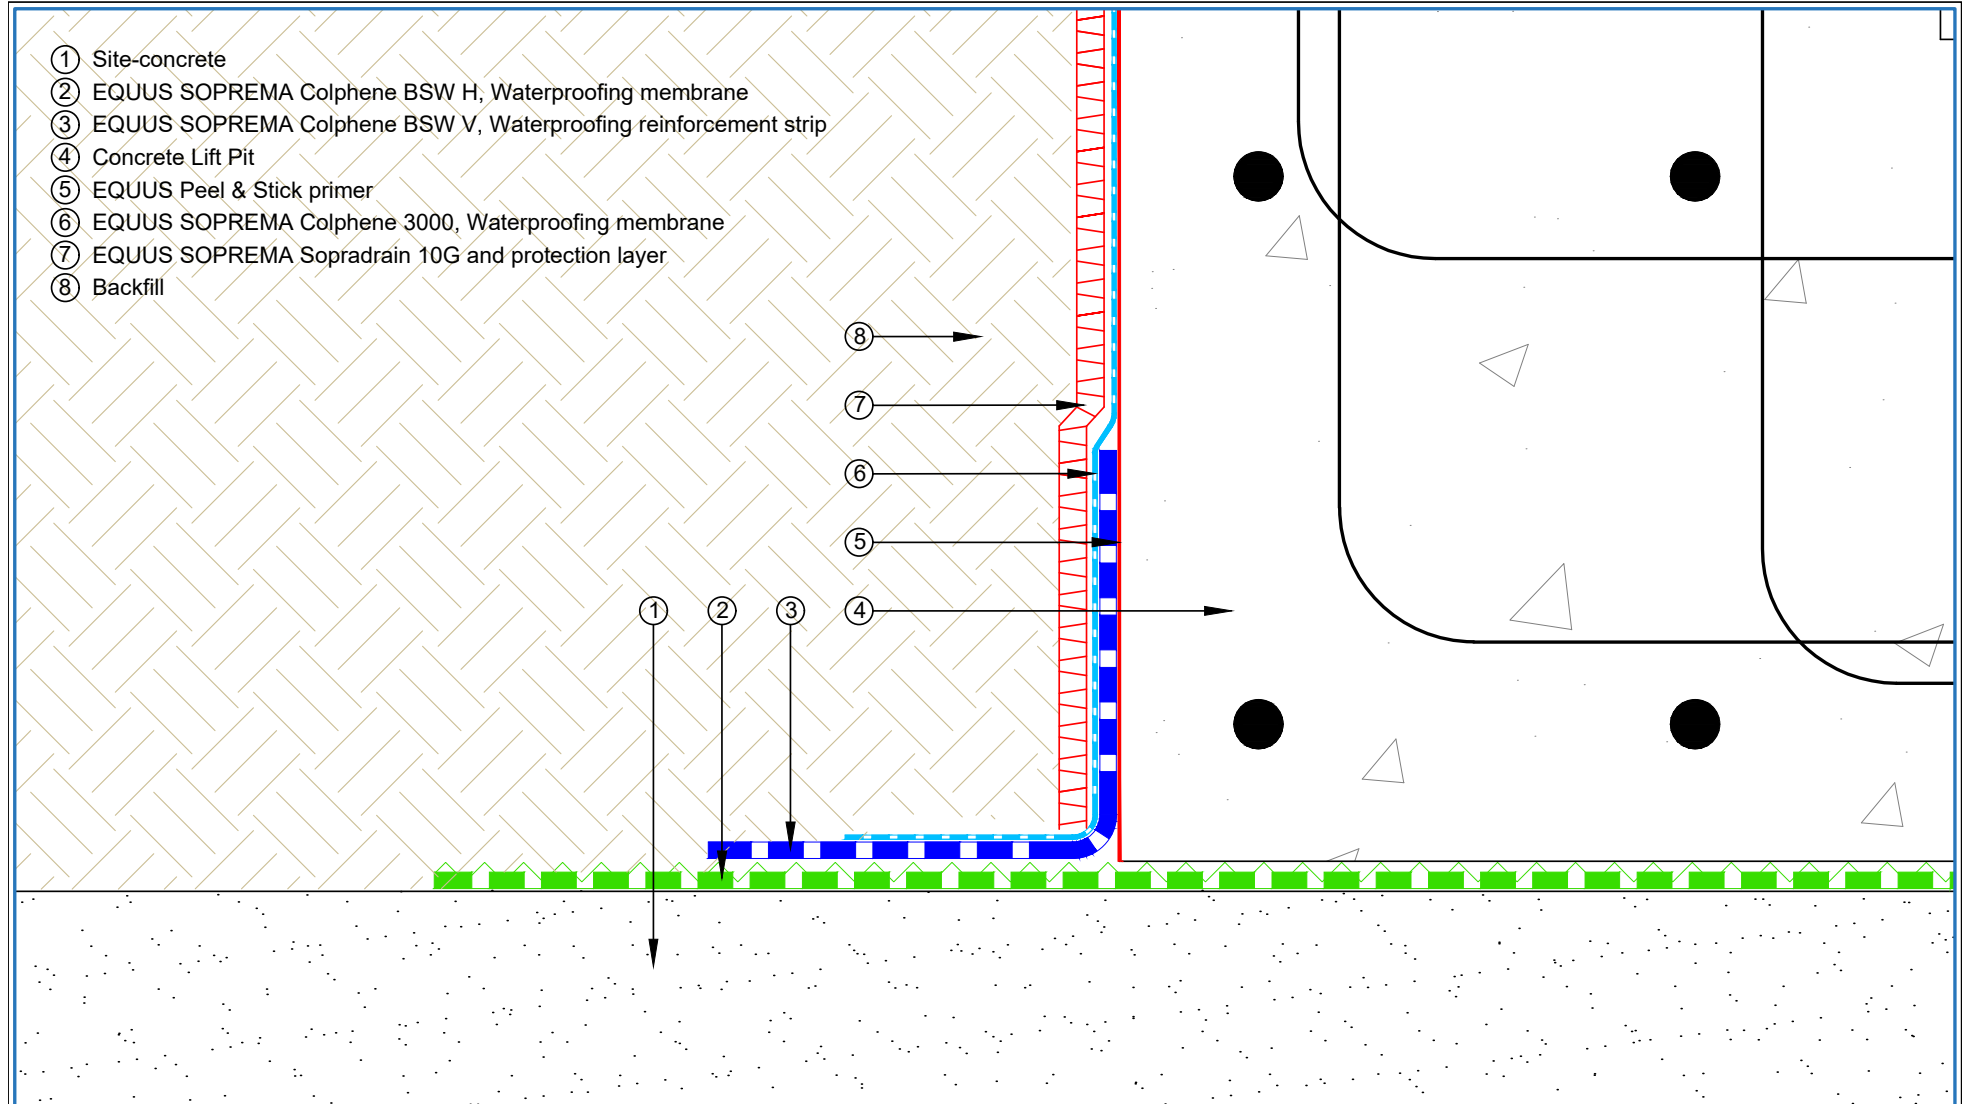 ① Site-concrete
② EQUUS SOPREMA Colphene BSW H, Waterproofing membrane
③ EQUUS SOPREMA Colphene BSW V, Waterproofing reinforcement strip
④ Concrete Lift Pit
⑤ EQUUS Peel & Stick primer
⑥ EQUUS SOPREMA Colphene 3000, Waterproofing membrane
⑦ EQUUS SOPREMA Sopradrain 10G and protection layer
⑧ Backfill
⑧
⑦
⑥
⑤
① ② ③ ④